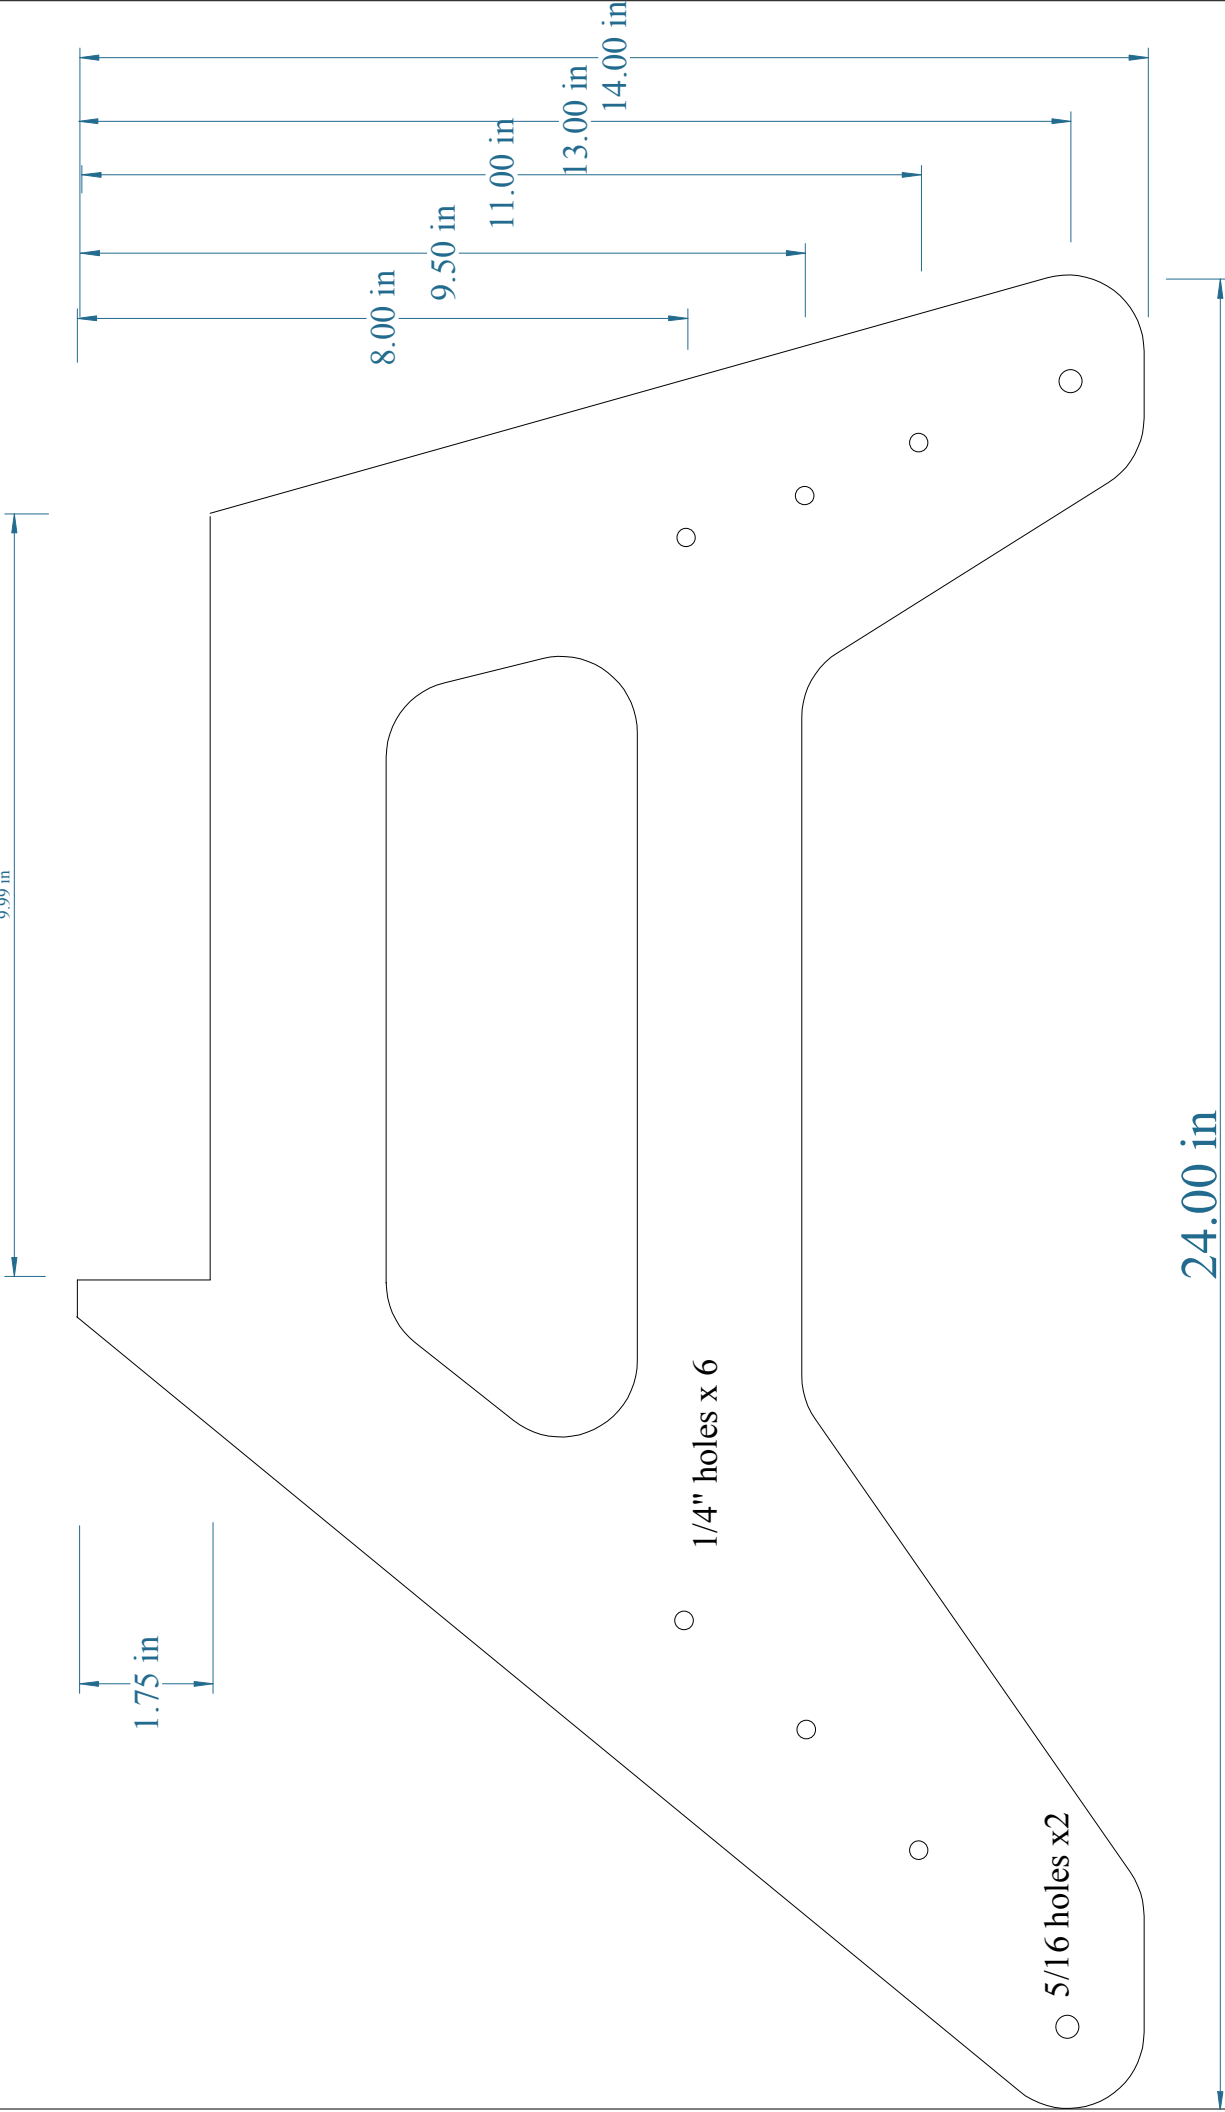 14.00 in
13.00 in
11.00 in
9.50 in
8.00 in
9.99 in
24.00 in
1/4" holes x 6
1.75 in
5/16 holes x2